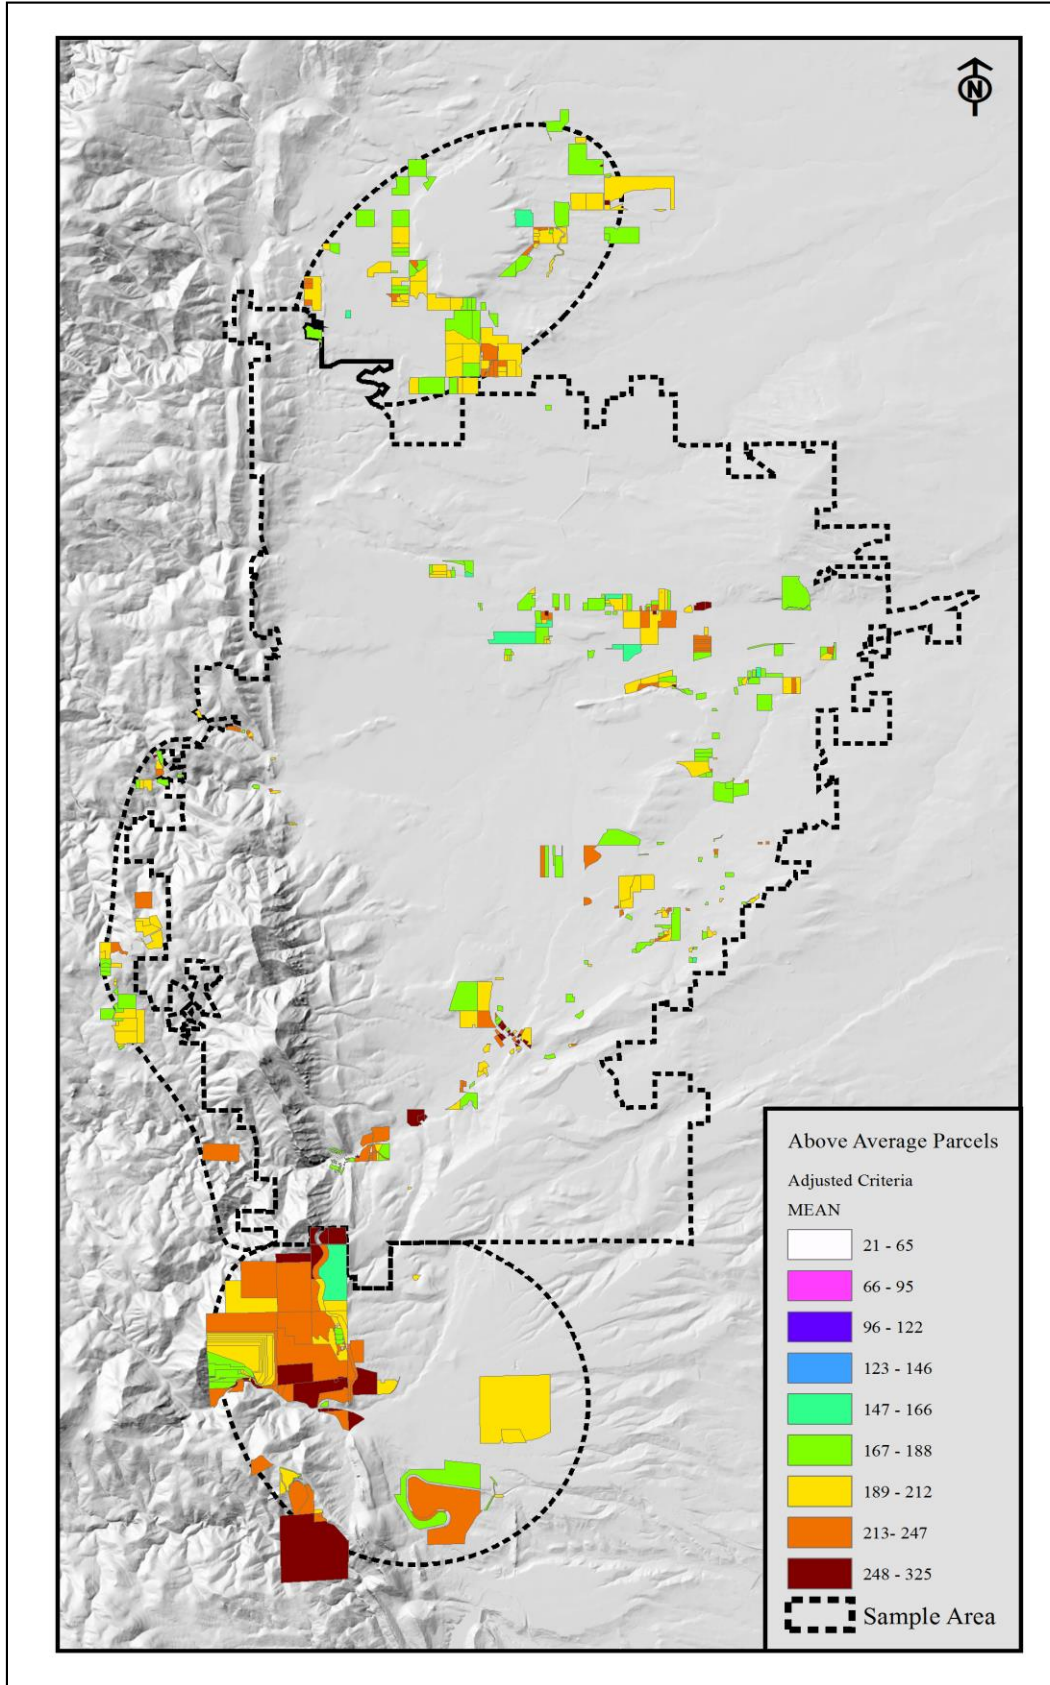 N
Above Average Parcels
Adjusted Criteria
MEAN
21 - 65
66 - 95
96 - 122
123 - 146
147 - 166
167 - 188
189 - 212
213- 247
248 - 325
Sample Area